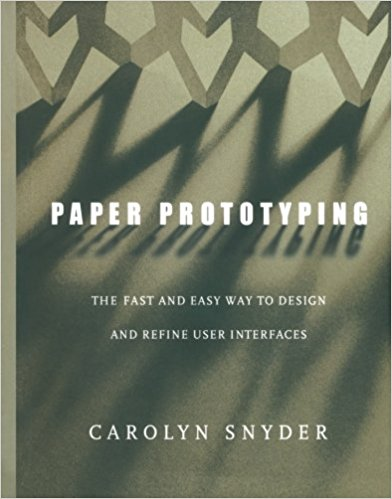 PAPER PROTOTYPING
THE FAST AND EASY WAY TO DESIGN
AND REFINE USER INTERFACES
CAROLYN SNYDER